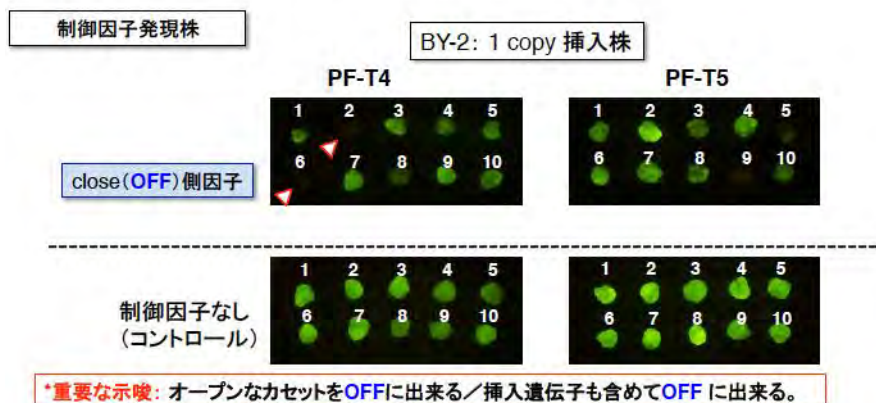 制御因子発現株
BY-2: 1 copy 挿入株
PF-T4
PF-T5
1 2 3 4 5
6 7 8 9 10
1 2 3 4 5
6 7 8 9 10
close(OFF)側因子
1 2 3 4 5
6 7 8 9 10
1 2 3 4 5
6 7 8 9 10
制御因子なし
(コントロール)
*重要な示唆: オープンなカセットをOFFに出来る/挿入遺伝子も含めてOFF に出来る。